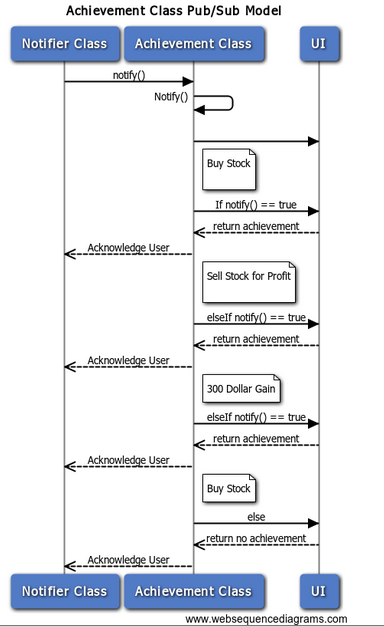 Achievement Class Pub/Sub Model
Notifier Class
Achievement Class
UI
notify()
Notify()
Buy Stock
If notify() == true
return achievement
Acknowledge User
Sell Stock for Profit
elseIf notify() == true
return achievement
Acknowledge User
300 Dollar Gain
elseIf notify() == true
return achievement
Acknowledge User
Buy Stock
else
return no achievement
Acknowledge User
Notifier Class
Achievement Class
UI
www.websequencediagrams.com